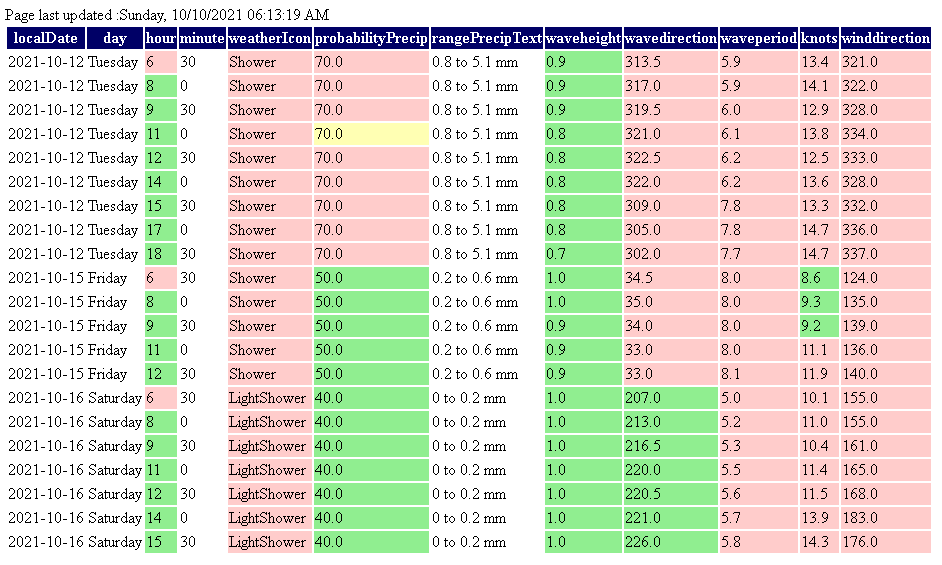 Page last updated :Sunday, 10/10/2021 06:13:19 AM
localDate day hour minute weatherIcon probabilityPrecip rangePrecipText waveheight wavedirection waveperiod knots winddirection
2021-10-12 Tuesday 6 30 Shower 70.0 0.8 to 5.1 mm 0.9 313.5 5.9 13.4 321.0
2021-10-12 Tuesday 8 0 Shower 70.0 0.8 to 5.1 mm 0.9 317.0 5.9 14.1 322.0
2021-10-12 Tuesday 9 30 Shower 70.0 0.8 to 5.1 mm 0.9 319.5 6.0 12.9 328.0
2021-10-12 Tuesday 11 0 Shower 70.0 0.8 to 5.1 mm 0.8 321.0 6.1 13.8 334.0
2021-10-12 Tuesday 12 30 Shower 70.0 0.8 to 5.1 mm 0.8 322.5 6.2 12.5 333.0
2021-10-12 Tuesday 14 0 Shower 70.0 0.8 to 5.1 mm 0.8 322.0 6.2 13.6 328.0
2021-10-12 Tuesday 15 30 Shower 70.0 0.8 to 5.1 mm 0.8 309.0 7.8 13.3 332.0
2021-10-12 Tuesday 17 0 Shower 70.0 0.8 to 5.1 mm 0.8 305.0 7.8 14.7 336.0
2021-10-12 Tuesday 18 30 Shower 70.0 0.8 to 5.1 mm 0.7 302.0 7.7 14.7 337.0
2021-10-15 Friday 6 30 Shower 50.0 0.2 to 0.6 mm 1.0 34.5 8.0 8.6 124.0
2021-10-15 Friday 8 0 Shower 50.0 0.2 to 0.6 mm 1.0 35.0 8.0 9.3 135.0
2021-10-15 Friday 9 30 Shower 50.0 0.2 to 0.6 mm 0.9 34.0 8.0 9.2 139.0
2021-10-15 Friday 11 0 Shower 50.0 0.2 to 0.6 mm 0.9 33.0 8.0 11.1 136.0
2021-10-15 Friday 12 30 Shower 50.0 0.2 to 0.6 mm 0.9 33.0 8.1 11.9 140.0
2021-10-16 Saturday 6 30 LightShower 40.0 0 to 0.2 mm 1.0 207.0 5.0 10.1 155.0
2021-10-16 Saturday 8 0 LightShower 40.0 0 to 0.2 mm 1.0 213.0 5.2 11.0 155.0
2021-10-16 Saturday 9 30 LightShower 40.0 0 to 0.2 mm 1.0 216.5 5.3 10.4 161.0
2021-10-16 Saturday 11 0 LightShower 40.0 0 to 0.2 mm 1.0 220.0 5.5 11.4 165.0
2021-10-16 Saturday 12 30 LightShower 40.0 0 to 0.2 mm 1.0 220.5 5.6 11.5 168.0
2021-10-16 Saturday 14 0 LightShower 40.0 0 to 0.2 mm 1.0 221.0 5.7 13.9 183.0
2021-10-16 Saturday 15 30 LightShower 40.0 0 to 0.2 mm 1.0 226.0 5.8 14.3 176.0